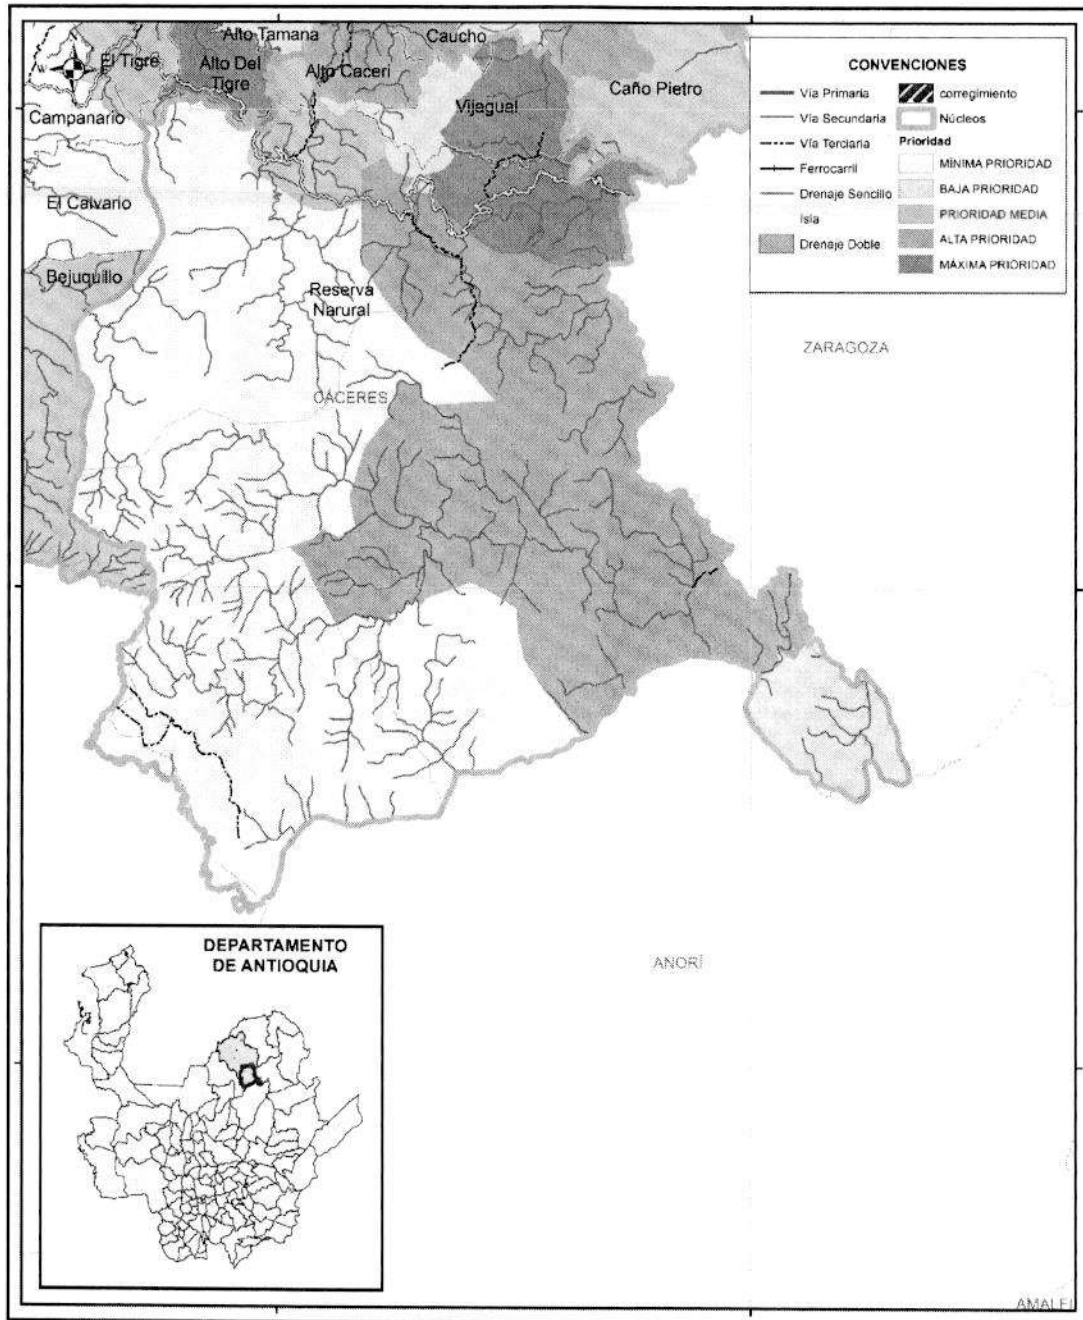 Alto Tamana
Caucho
El Tigre
Alto Del
Tigre
Alto Caceri
Vijagual
Caño Pietro
Campanario
El Calvario
Bejuquillo
Reserva
Narural
CACERES
CONVENCIONES
Vía Primaria
Vía Secundaria
Vía Terciaria
Ferrocarril
Drenaje Sencillo
Isla
Drenaje Doble
corregimiento
Núcleos
Prioridad
MÍNIMA PRIORIDAD
BAJA PRIORIDAD
PRIORIDAD MEDIA
ALTA PRIORIDAD
MÁXIMA PRIORIDAD
ZARAGOZA
DEPARTAMENTO
DE ANTIOQUIA
ANORÍ
AMALFI